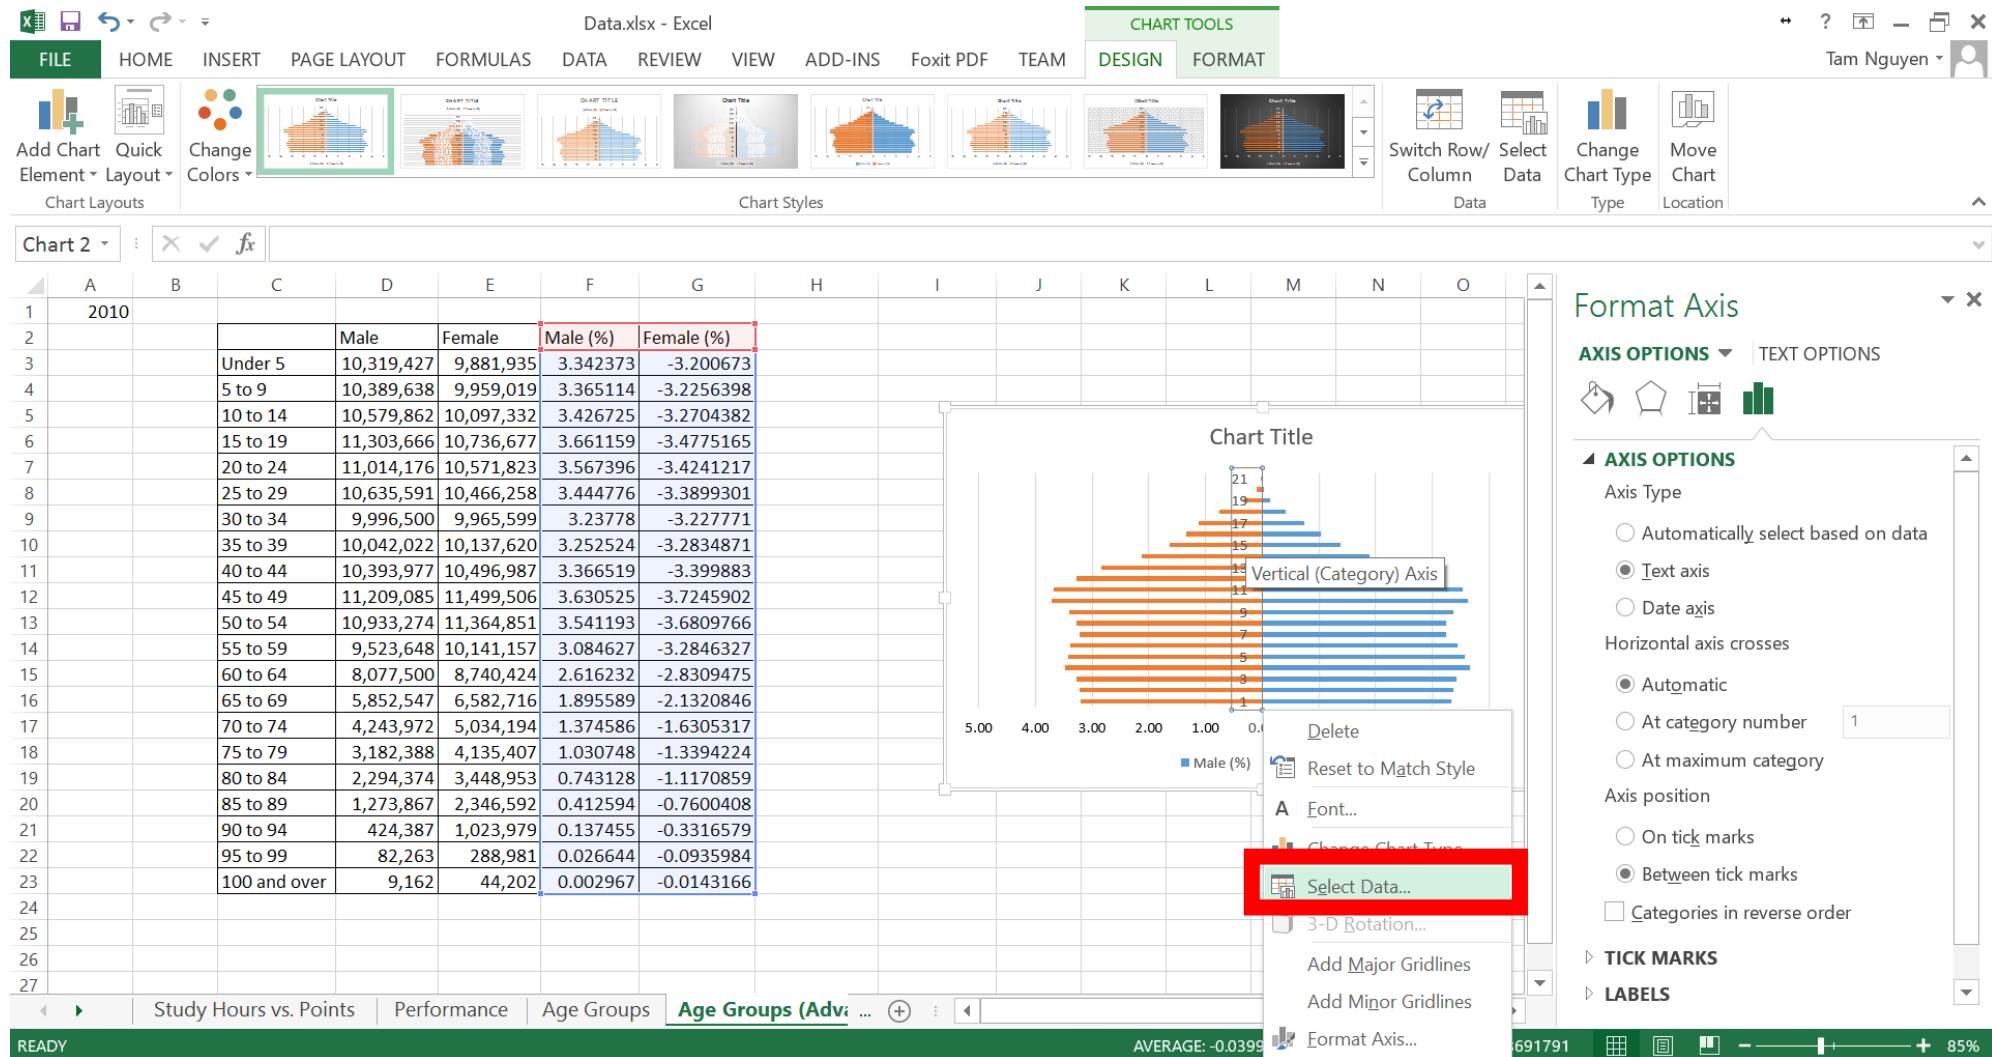 Data.xlsx - Excel
CHART TOOLS
?
FILE HOME INSERT PAGE LAYOUT FORMULAS DATA REVIEW VIEW ADD-INS Foxit PDF TEAM DESIGN FORMAT
Tam Nguyen
Add Chart Element
Quick Layout
Change Colors
Switch Row/ Column
Select Data
Change Chart Type
Move Chart
Chart Layouts
Chart Styles
Data
Type
Location
Chart 2
fx
A B C D E F G H I J K L M N O
1 2010
2 Male Female Male (%) Female (%)
3 Under 5 10,319,427 9,881,935 3.342373 -3.200673
4 5 to 9 10,389,638 9,959,019 3.365114 -3.2256398
5 10 to 14 10,579,862 10,097,332 3.426725 -3.2704382
6 15 to 19 11,303,666 10,736,677 3.661159 -3.4775165
7 20 to 24 11,014,176 10,571,823 3.567396 -3.4241217
8 25 to 29 10,635,591 10,466,258 3.444776 -3.3899301
9 30 to 34 9,996,500 9,965,599 3.23778 -3.227771
10 35 to 39 10,042,022 10,137,620 3.252524 -3.2834871
11 40 to 44 10,393,977 10,496,987 3.366519 -3.399883
12 45 to 49 11,209,085 11,499,506 3.630525 -3.7245902
13 50 to 54 10,933,274 11,364,851 3.541193 -3.6809766
14 55 to 59 9,523,648 10,141,157 3.084627 -3.2846327
15 60 to 64 8,077,500 8,740,424 2.616232 -2.8309475
16 65 to 69 5,852,547 6,582,716 1.895589 -2.1320846
17 70 to 74 4,243,972 5,034,194 1.374586 -1.6305317
18 75 to 79 3,182,388 4,135,407 1.030748 -1.3394224
19 80 to 84 2,294,374 3,448,953 0.743128 -1.1170859
20 85 to 89 1,273,867 2,346,592 0.412594 -0.7600408
21 90 to 94 424,387 1,023,979 0.137455 -0.3316579
22 95 to 99 82,263 288,981 0.026644 -0.0935984
23 100 and over 9,162 44,202 0.002967 -0.0143166
24
25
26
27
Chart Title
21
19
17
15
13
Vertical (Category) Axis
11
9
7
5
3
1
5.00 4.00 3.00 2.00 1.00 0.0
Male (%)
Delete
Reset to Match Style
A Font...
Change Chart Type
Select Data...
3-D Rotation...
Add Major Gridlines
Add Minor Gridlines
Format Axis...
Format Axis
AXIS OPTIONS TEXT OPTIONS
AXIS OPTIONS
Axis Type
Automatically select based on data
Text axis
Date axis
Horizontal axis crosses
Automatic
At category number 1
At maximum category
Axis position
On tick marks
Between tick marks
Categories in reverse order
TICK MARKS
LABELS
Study Hours vs. Points Performance Age Groups Age Groups (Adva ...
READY
AVERAGE: -0.0399
691791
85%